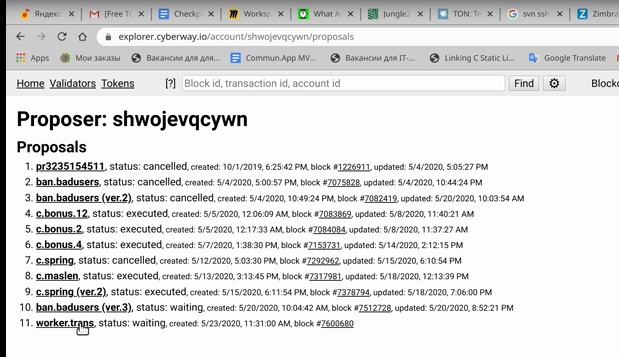 Яндекс
[Free TO
Checkp
Worksp
What A
Jungle2
TON: Te
svn ssh
Zimbra
explorer.cyberway.io/account/shwojevqcywn/proposals
Apps Мои заказы Вакансии для для... Commun.App MV... Вакансии для IT-... Linking C Static Li... Google Translate
Home Validators Tokens [?] Block id, transaction id, account id Find
Proposer: shwojevqcywn
Proposals
1. pr3235154511, status: cancelled, created: 10/1/2019, 6:25:42 PM, block #1226911, updated: 5/4/2020, 5:05:27 PM
2. ban.badusers, status: cancelled, created: 5/4/2020, 5:00:57 PM, block #7075828, updated: 5/4/2020, 10:44:24 PM
3. ban.badusers (ver.2), status: cancelled, created: 5/4/2020, 10:49:24 PM, block #7082419, updated: 5/20/2020, 10:03:54 AM
4. c.bonus.12, status: executed, created: 5/5/2020, 12:06:09 AM, block #7083869, updated: 5/8/2020, 11:40:21 AM
5. c.bonus.2, status: executed, created: 5/5/2020, 12:17:33 AM, block #7084084, updated: 5/8/2020, 11:37:27 AM
6. c.bonus.4, status: executed, created: 5/7/2020, 1:38:30 PM, block #7153731, updated: 5/14/2020, 2:12:15 PM
7. c.spring, status: cancelled, created: 5/12/2020, 5:03:30 PM, block #7292962, updated: 5/15/2020, 6:10:54 PM
8. c.maslen, status: executed, created: 5/13/2020, 3:13:45 PM, block #7317981, updated: 5/18/2020, 12:13:39 PM
9. c.spring (ver.2), status: executed, created: 5/15/2020, 6:11:54 PM, block #7378794, updated: 5/18/2020, 7:06:00 PM
10. ban.badusers (ver.3), status: waiting, created: 5/20/2020, 10:04:42 AM, block #7512728, updated: 5/20/2020, 8:52:21 PM
11. worker.trans, status: waiting, created: 5/23/2020, 11:31:00 AM, block #7600680